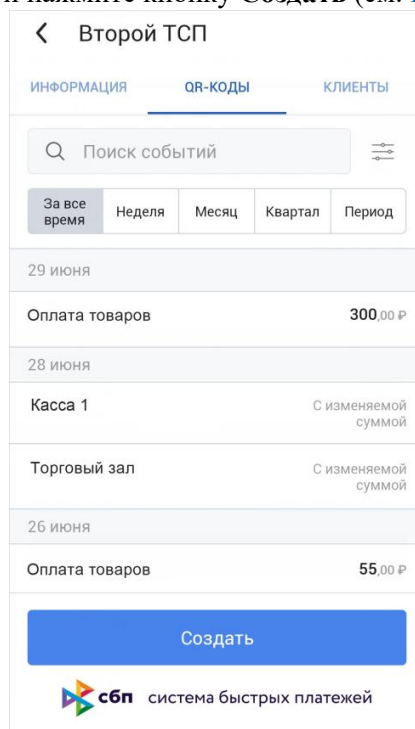 и нажмите кнопку Создать (см.
Второй ТСП
ИНФОРМАЦИЯ QR-КОДЫ КЛИЕНТЫ
Поиск событий
За все время Неделя Месяц Квартал Период
29 июня
Оплата товаров 300,00 ₽
28 июня
Касса 1 С изменяемой суммой
Торговый зал С изменяемой суммой
26 июня
Оплата товаров 55,00 ₽
Создать
сбп система быстрых платежей